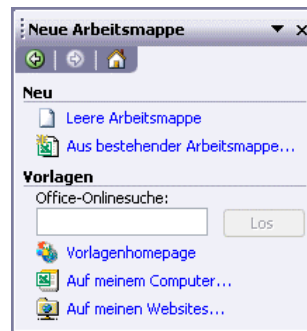 Neue Arbeitsmappe
Neu
Leere Arbeitsmappe
Aus bestehender Arbeitsmappe...
Vorlagen
Office-Onlinesuche:
Los
Vorlagenhomepage
Auf meinem Computer...
Auf meinen Websites...